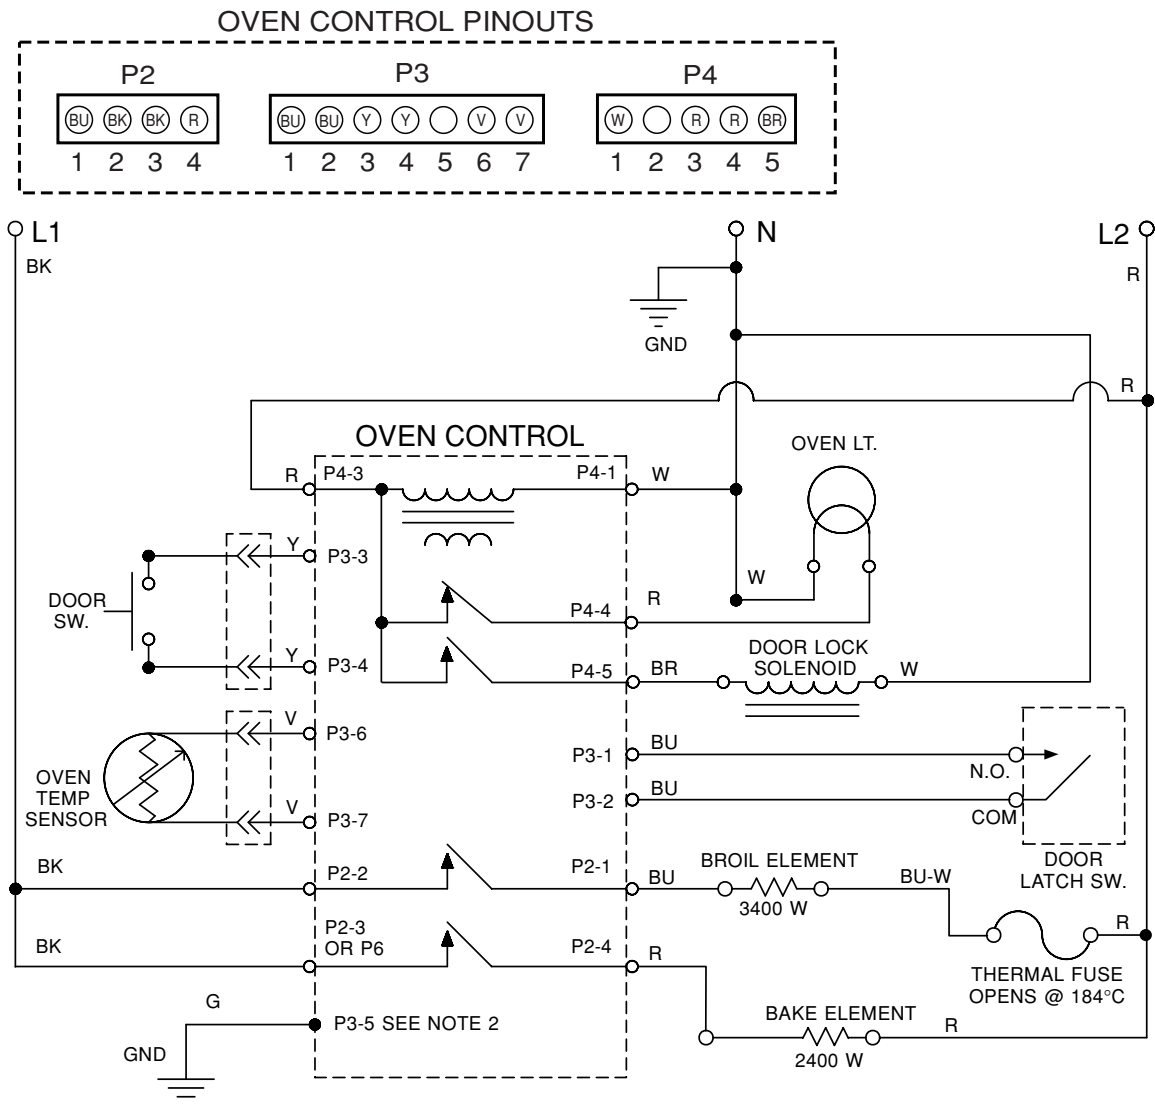 OVEN CONTROL PINOUTS
P2
P3
P4
BU BK BK R
BU BU Y Y V V
W R R BR
1 2 3 4
1 2 3 4 5 6 7
1 2 3 4 5
L1
N
L2
BK
R
GND
R
OVEN CONTROL
OVEN LT.
R
P4-3
P4-1
W
Y
P3-3
DOOR
SW.
W
P4-4
R
Y
P3-4
P4-5
BR
DOOR LOCK
SOLENOID
W
V
P3-6
P3-1
BU
N.O.
OVEN
TEMP
SENSOR
V
P3-7
P3-2
BU
COM
DOOR
LATCH SW.
BK
P2-2
P2-1
BU
BROIL ELEMENT
3400 W
BU-W
R
THERMAL FUSE
OPENS @ 184°C
BK
P2-3
OR P6
P2-4
R
G
P3-5 SEE NOTE 2
GND
BAKE ELEMENT
2400 W
R